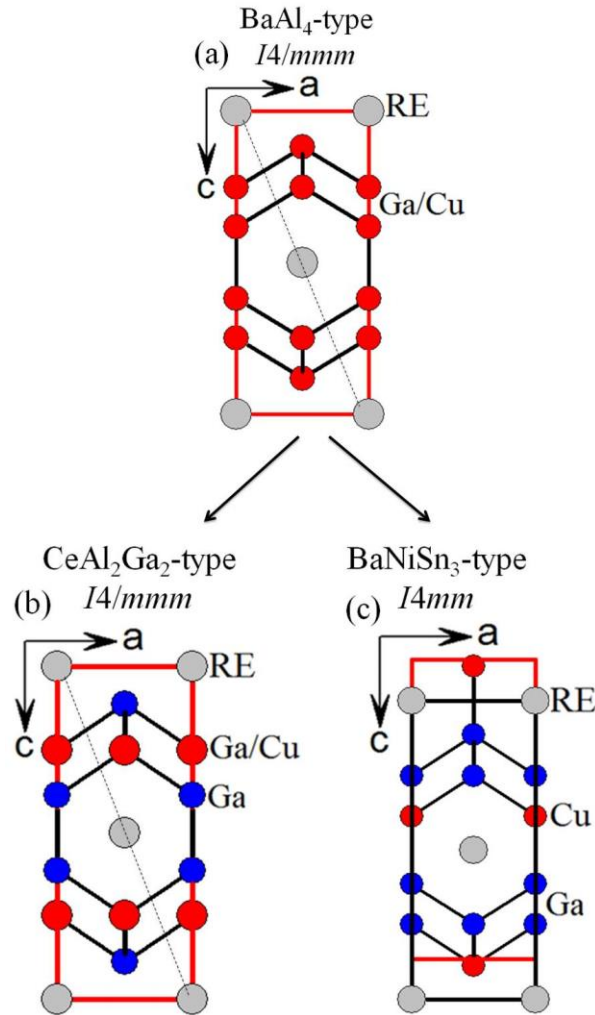 BaAl₄-type
(a) I4/mmm
a
RE
c
Ga/Cu
CeAl₂Ga₂-type
(b) I4/mmm
a
RE
c
Ga/Cu
Ga
BaNiSn₃-type
(c) I4mm
a
RE
c
Cu
Ga